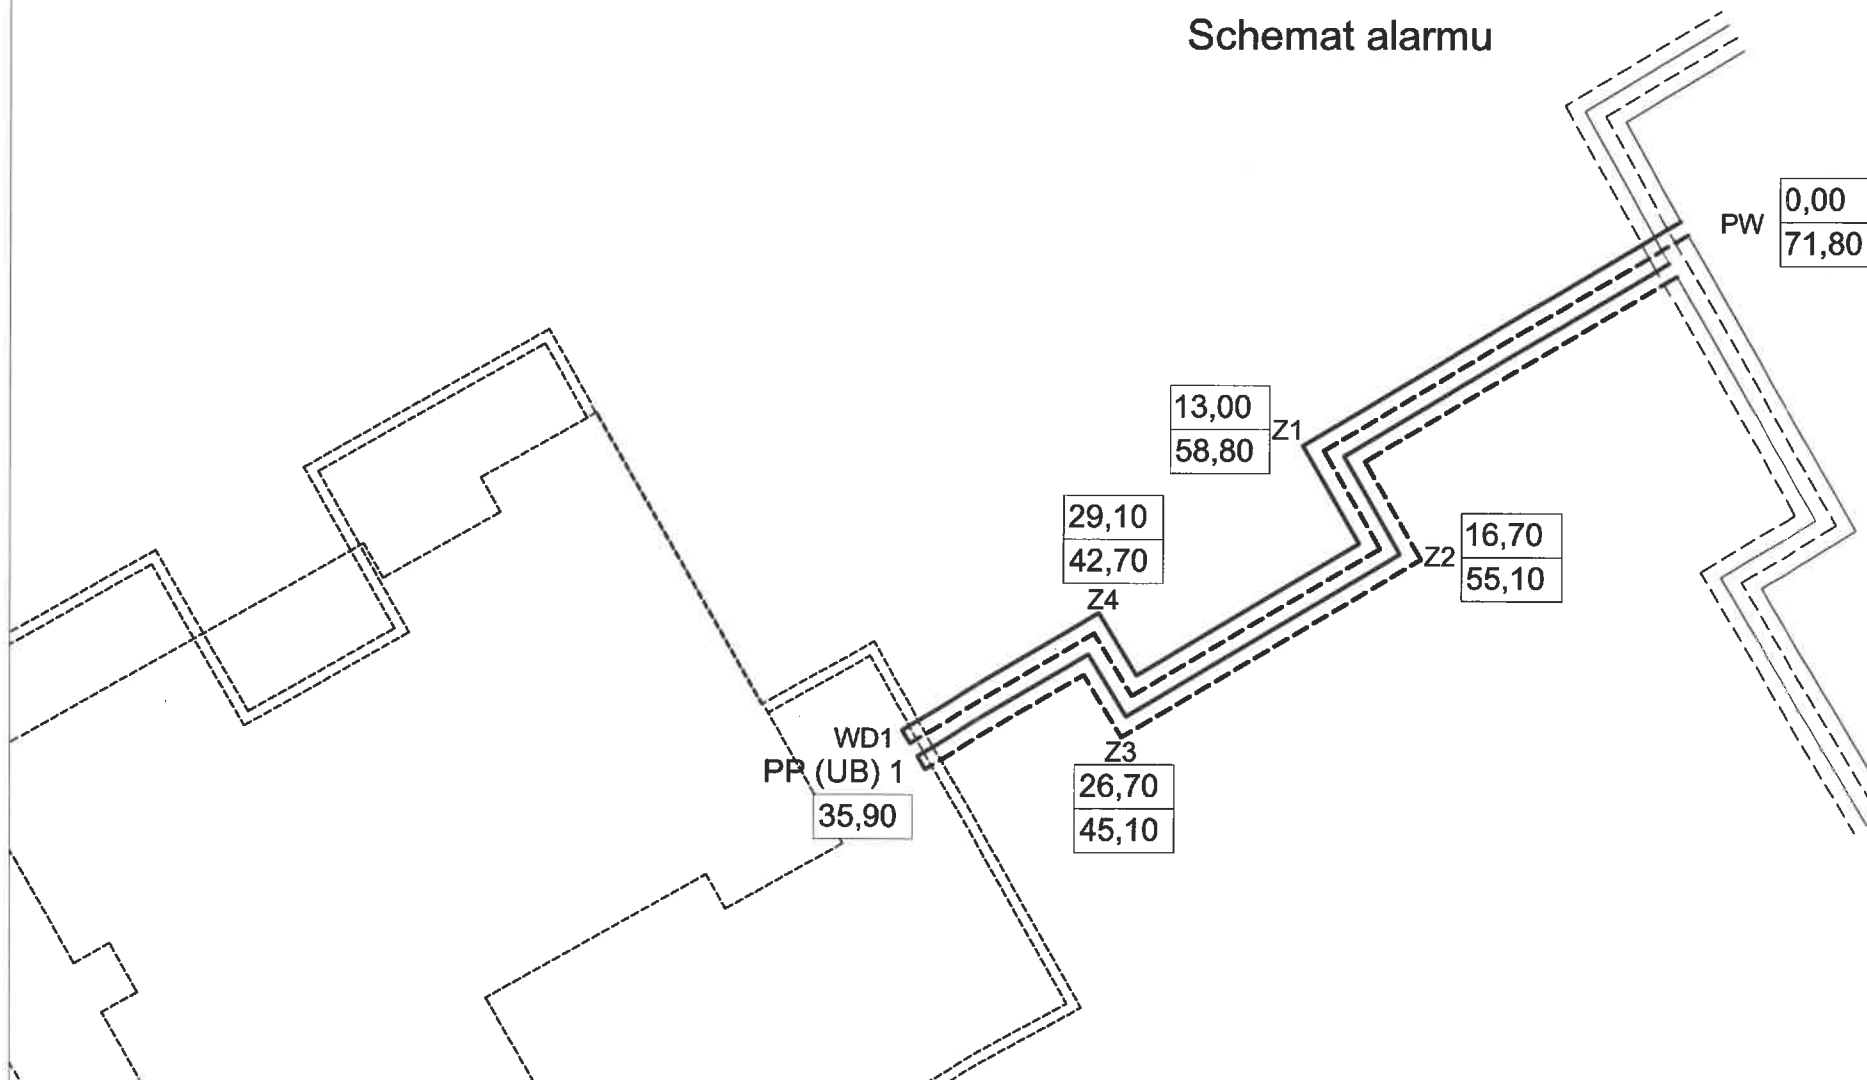 Schemat alarmu
PW
0,00
71,80
13,00
58,80
Z1
29,10
42,70
Z4
Z2
16,70
55,10
WD1
PP (UB) 1
35,90
Z3
26,70
45,10